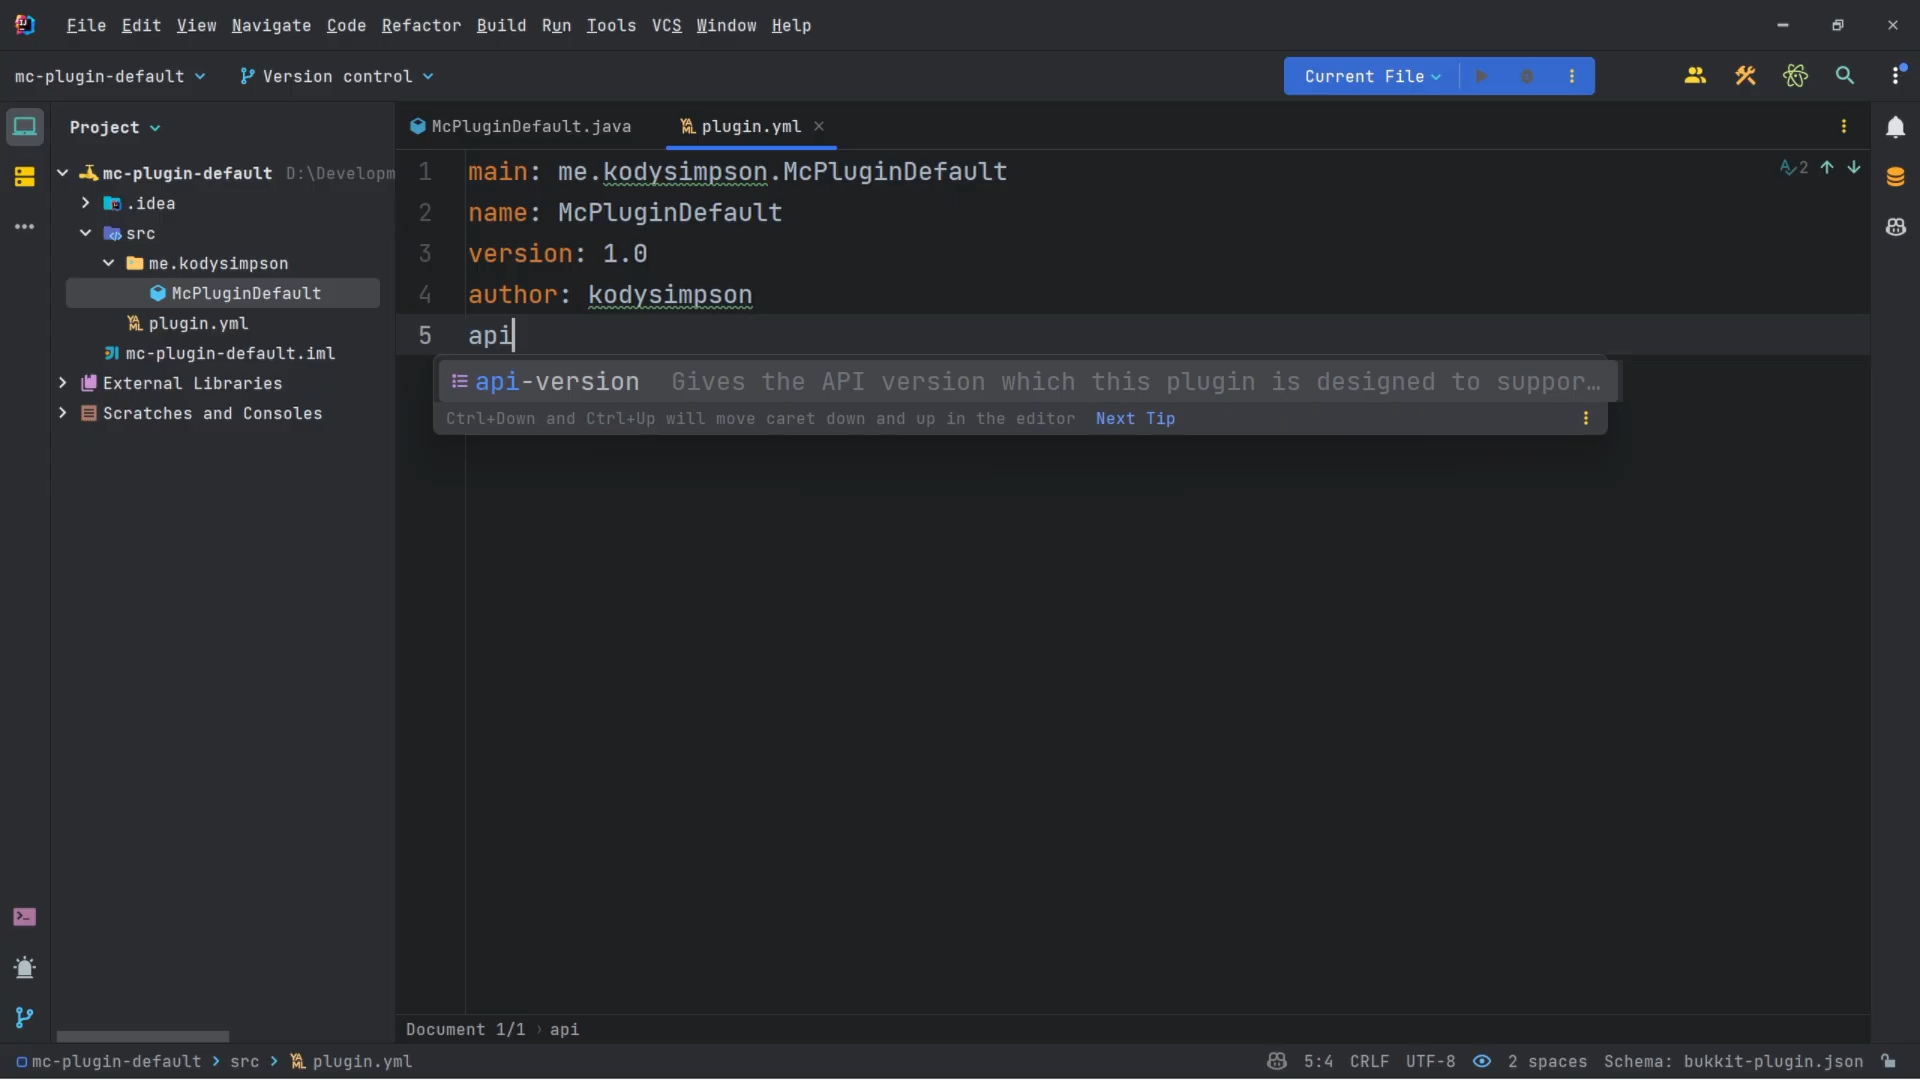 File Edit View Navigate Code Refactor Build Run Tools VCS Window Help
mc-plugin-default Version control Current File
Project
McPluginDefault.java plugin.yml
mc-plugin-default D:\Developm
.idea
src
me.kodysimpson
McPluginDefault
plugin.yml
mc-plugin-default.iml
External Libraries
Scratches and Consoles
1 main: me.kodysimpson.McPluginDefault
2 name: McPluginDefault
3 version: 1.0
4 author: kodysimpson
5 api
2
api-version Gives the API version which this plugin is designed to suppor…
Ctrl+Down and Ctrl+Up will move caret down and up in the editor Next Tip
Document 1/1 › api
mc-plugin-default > src > plugin.yml
5:4 CRLF UTF-8 2 spaces Schema: bukkit-plugin.json